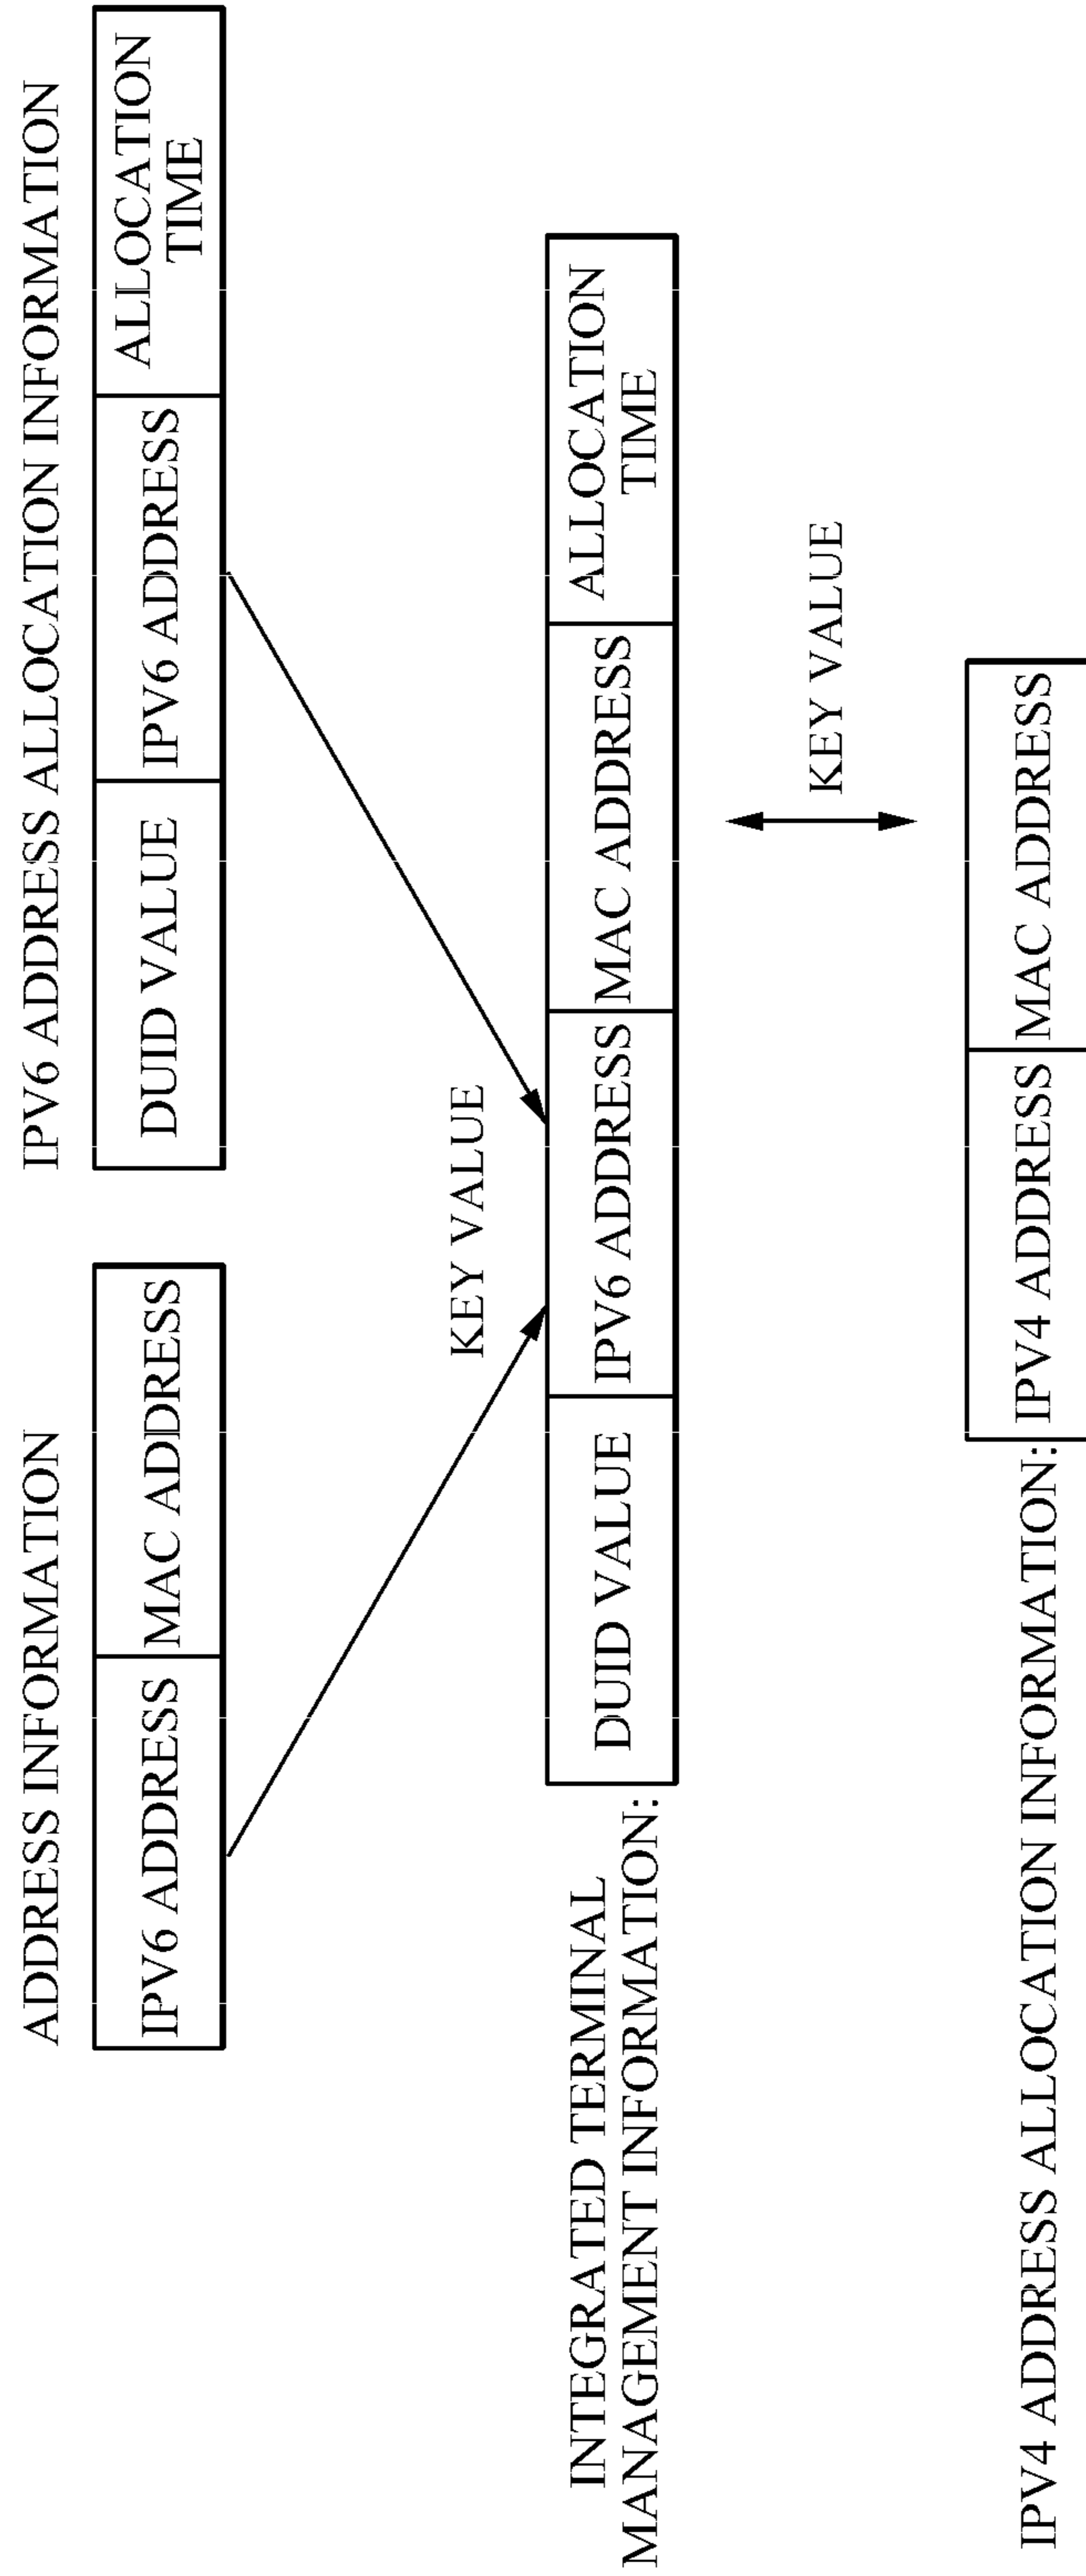 ADDRESS INFORMATION
IPV6 ADDRESS
MAC ADDRESS
IPV6 ADDRESS ALLOCATION INFORMATION
DUID VALUE
IPV6 ADDRESS
ALLOCATION
TIME
KEY VALUE
INTEGRATED TERMINAL
MANAGEMENT INFORMATION:
DUID VALUE
IPV6 ADDRESS
MAC ADDRESS
ALLOCATION
TIME
KEY VALUE
IPV4 ADDRESS ALLOCATION INFORMATION:
IPV4 ADDRESS
MAC ADDRESS